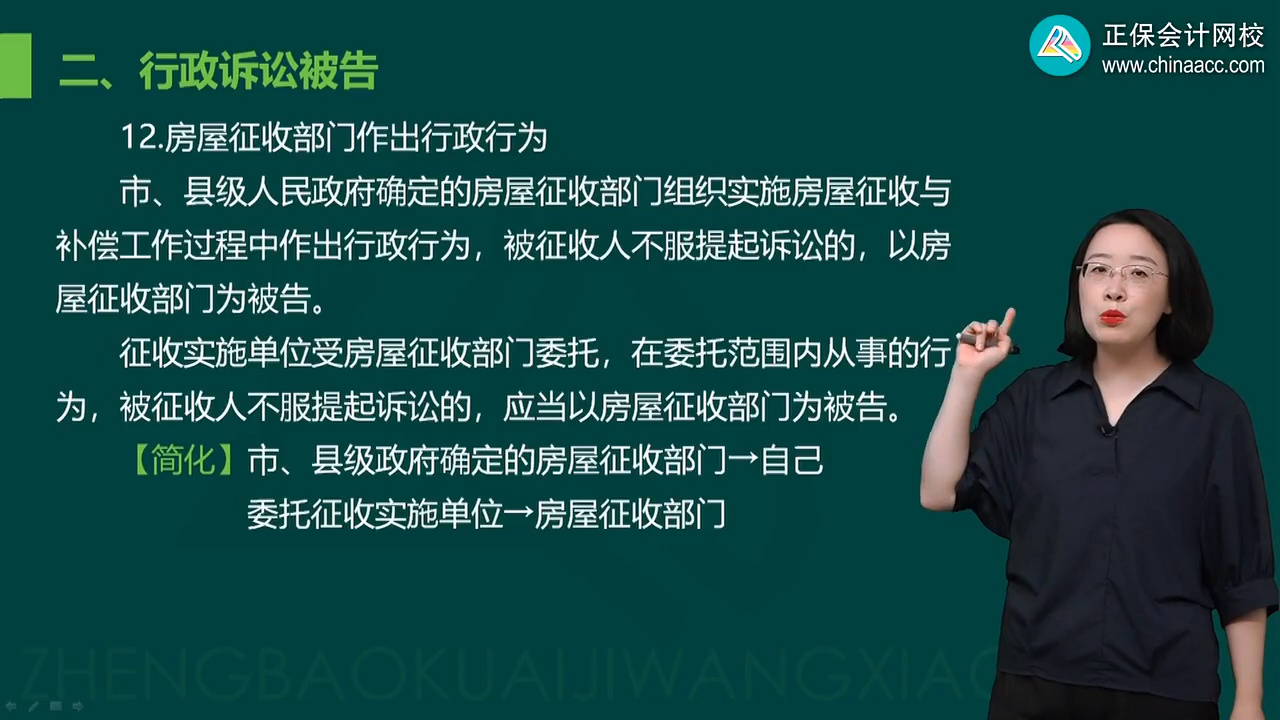 正保会计网校
www.chinaacc.com
二、行政诉讼被告
12.房屋征收部门作出行政行为
市、县级人民政府确定的房屋征收部门组织实施房屋征收与
补偿工作过程中作出行政行为，被征收人不服提起诉讼的，以房
屋征收部门为被告。
征收实施单位受房屋征收部门委托，在委托范围内从事的行
为，被征收人不服提起诉讼的，应当以房屋征收部门为被告。
【简化】市、县级政府确定的房屋征收部门→自己
委托征收实施单位→房屋征收部门
ZHENGBAOKUAIJIWANGXIAO